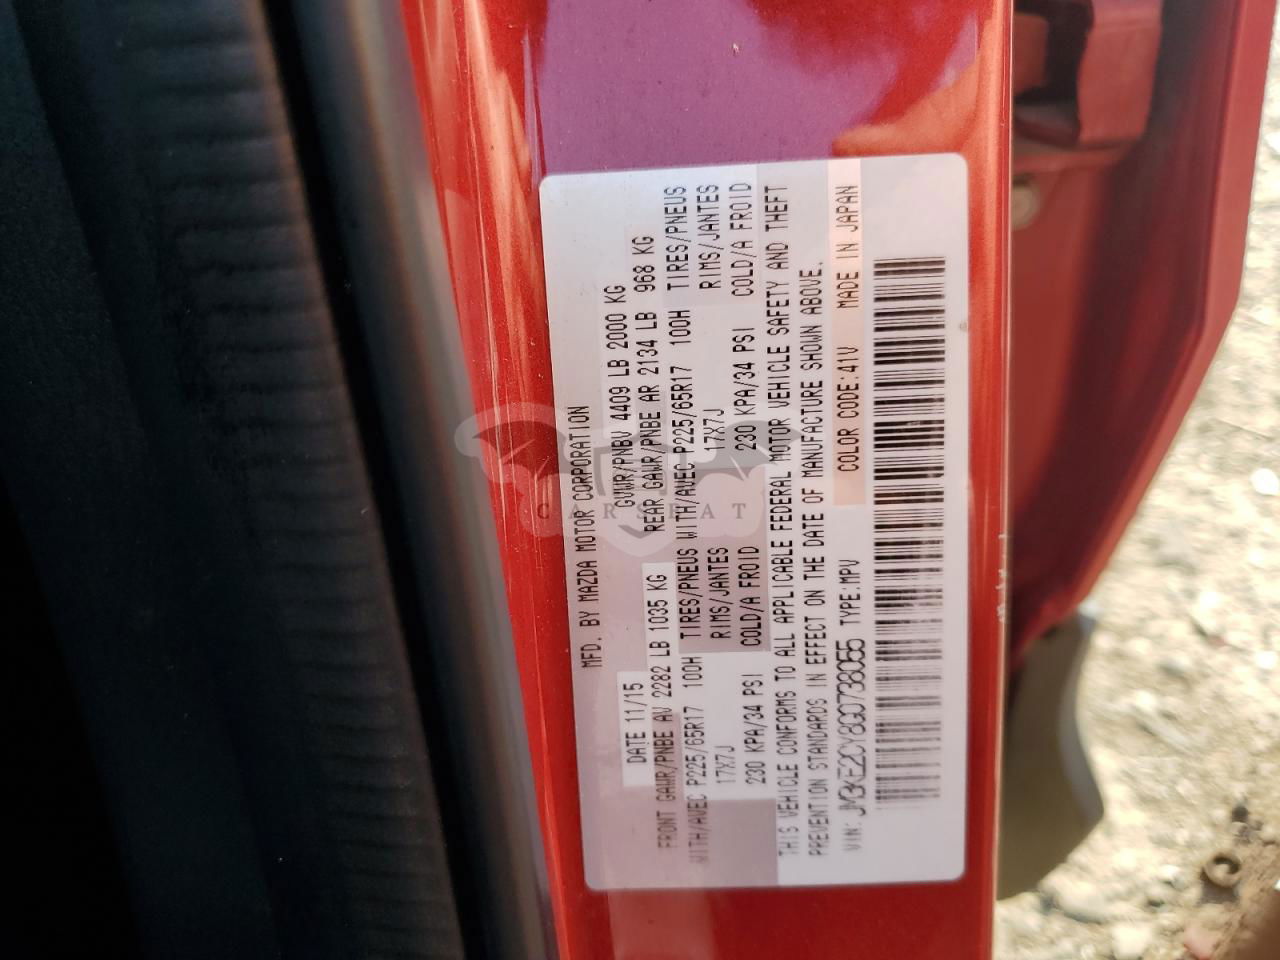 MFD. BY MAZDA MOTOR CORPORATION
DATE 11/15 GVWR/PNBV 4409 LB 2000 KG
FRONT GAWR/PNBE AV 2282 LB 1035 KG REAR GAWR/PNBE AR 2134 LB 968 KG
WITH/AVEC P225/65R17 100H TIRES/PNEUS WITH/AVEC P225/65R17 100H TIRES/PNEUS
17X7J RIMS/JANTES 17X7J RIMS/JANTES
230 KPA/34 PSI COLD/A FROID 230 KPA/34 PSI COLD/A FROID
THIS VEHICLE CONFORMS TO ALL APPLICABLE FEDERAL MOTOR VEHICLE SAFETY AND THEFT
PREVENTION STANDARDS IN EFFECT ON THE DATE OF MANUFACTURE SHOWN ABOVE.
VIN: JM3KE2CY8G0738055 TYPE:MPV COLOR CODE:41V MADE IN JAPAN
CARSFAT